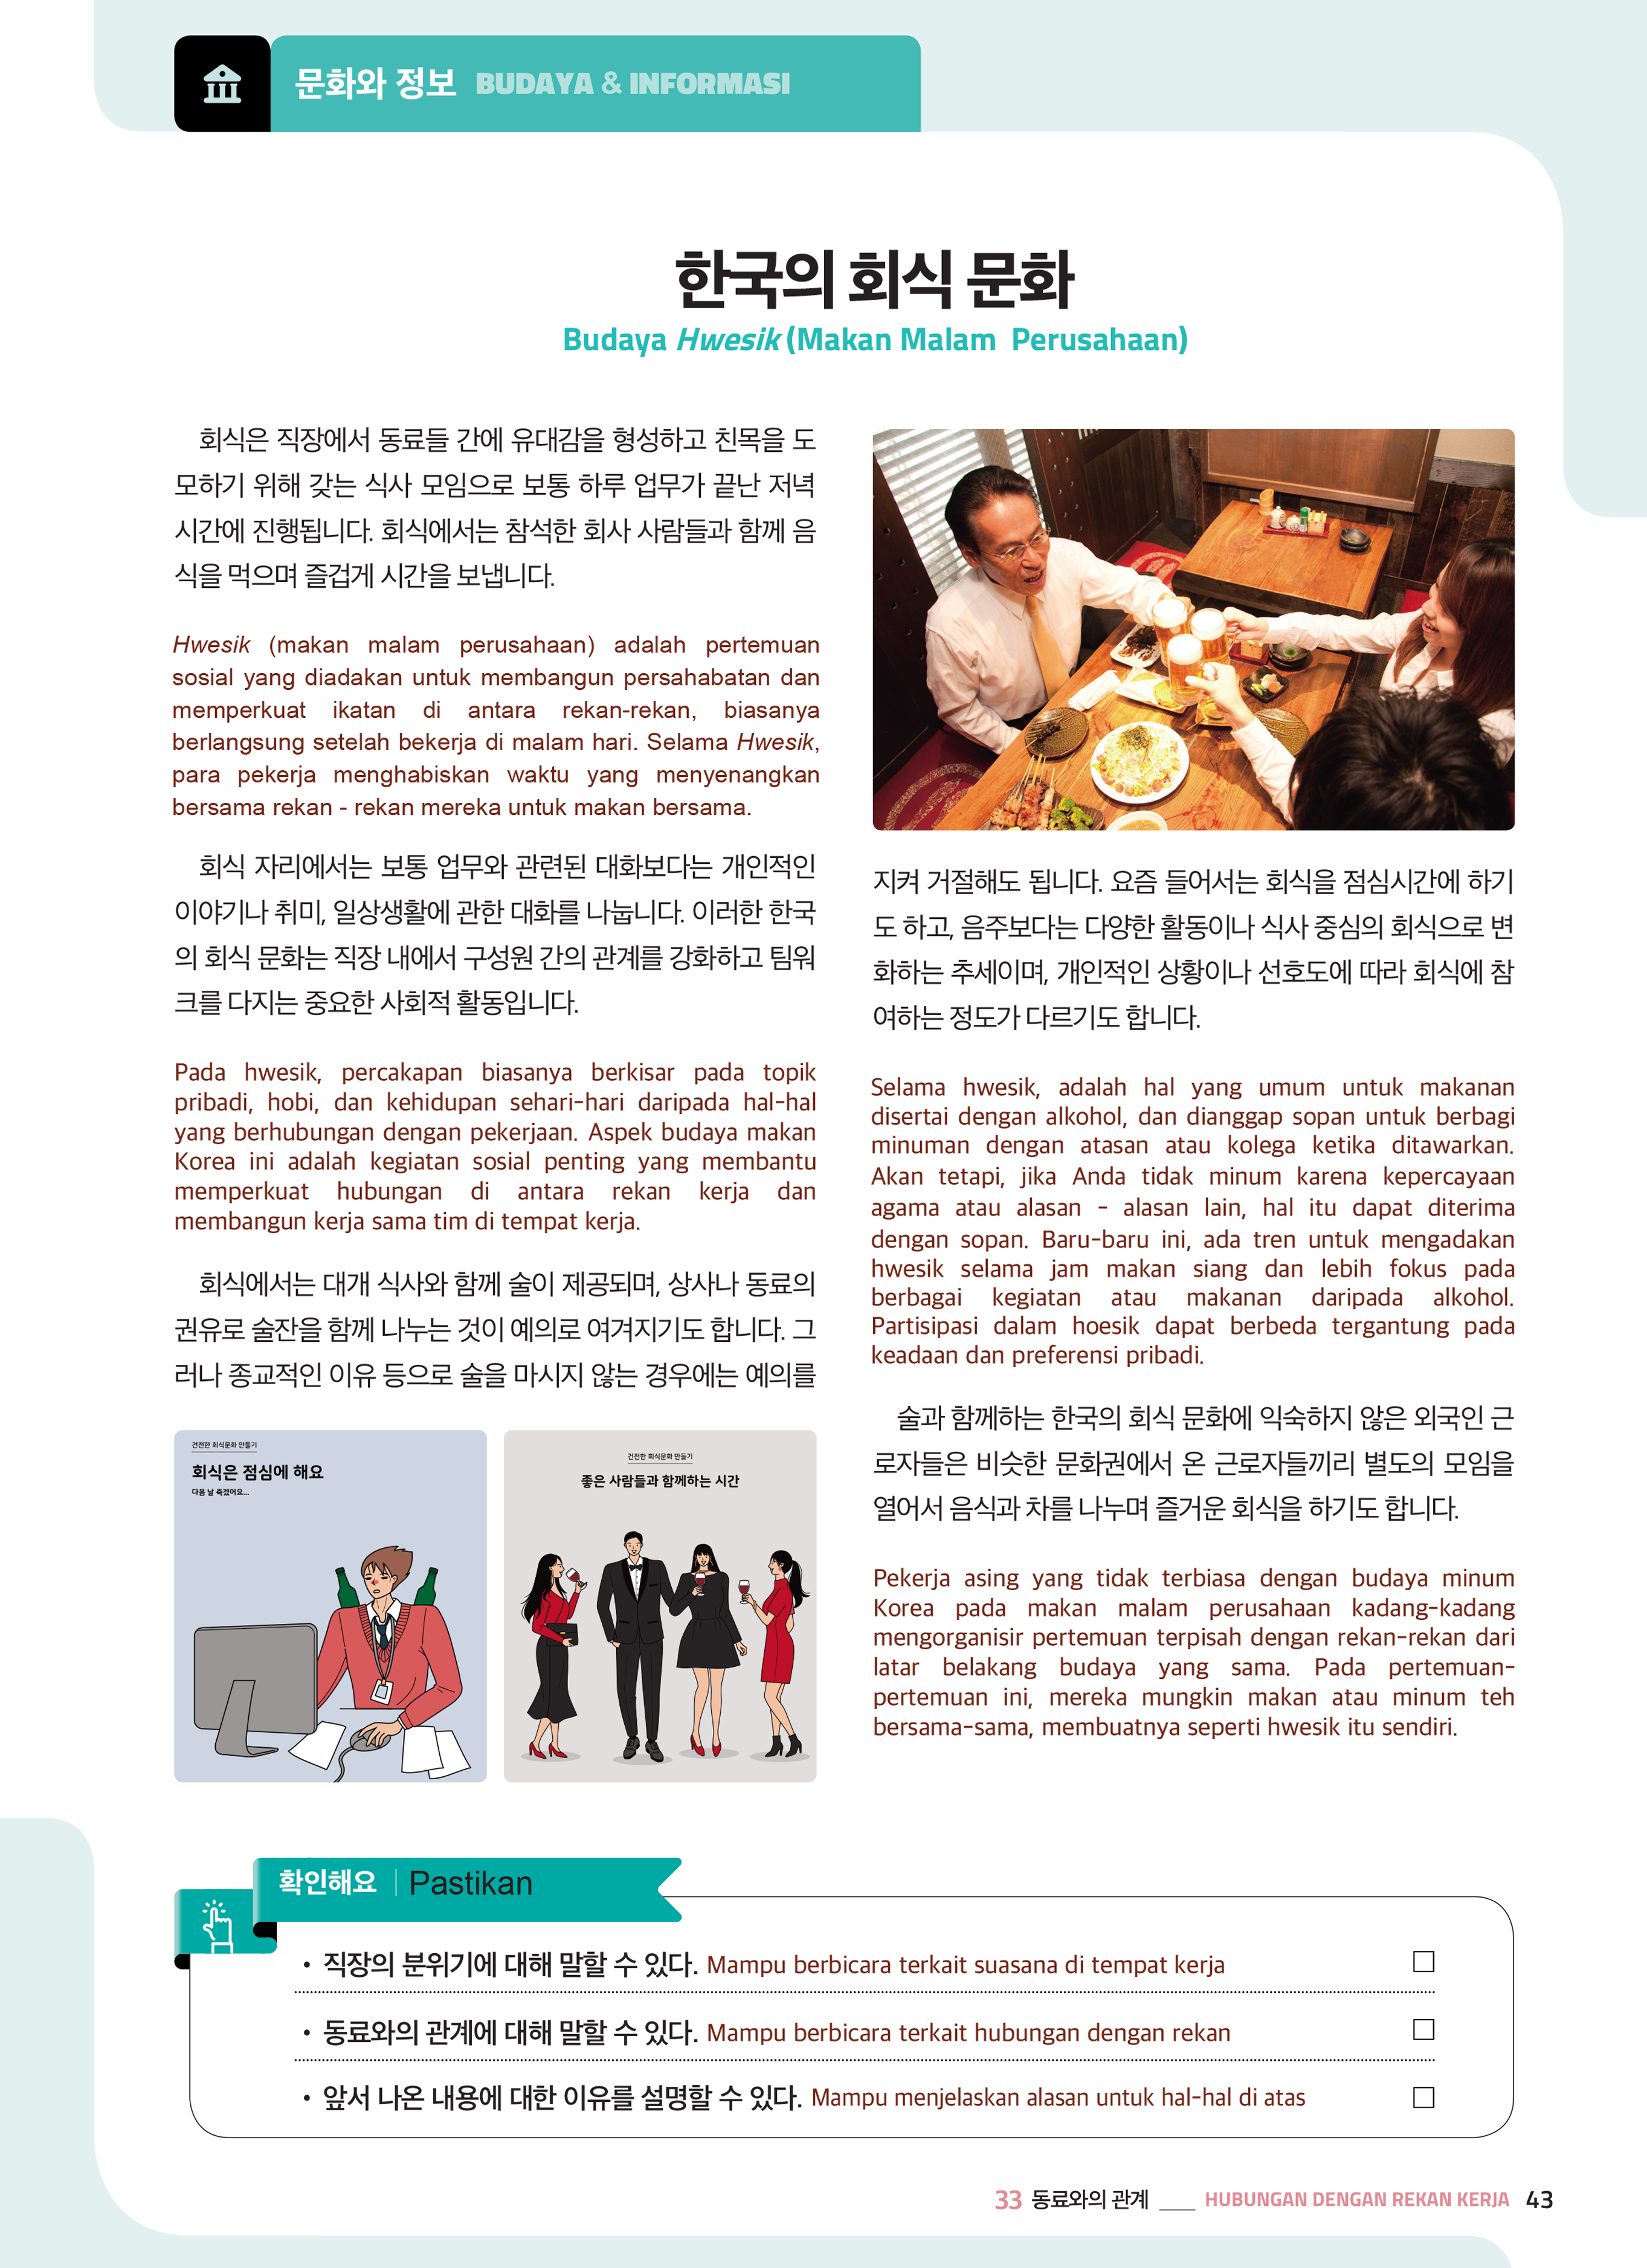 문화와 정보 BUDAYA & INFORMASI
한국의 회식 문화
Budaya Hwesik (Makan Malam Perusahaan)
회식은 직장에서 동료들 간에 유대감을 형성하고 친목을 도
모하기 위해 갖는 식사 모임으로 보통 하루 업무가 끝난 저녁
시간에 진행됩니다. 회식에서는 참석한 회사 사람들과 함께 음
식을 먹으며 즐겁게 시간을 보냅니다.
Hwesik (makan malam perusahaan) adalah pertemuan
sosial yang diadakan untuk membangun persahabatan dan
memperkuat ikatan di antara rekan-rekan, biasanya
berlangsung setelah bekerja di malam hari. Selama Hwesik,
para pekerja menghabiskan waktu yang menyenangkan
bersama rekan - rekan mereka untuk makan bersama.
회식 자리에서는 보통 업무와 관련된 대화보다는 개인적인
이야기나 취미, 일상생활에 관한 대화를 나눕니다. 이러한 한국
의 회식 문화는 직장 내에서 구성원 간의 관계를 강화하고 팀워
크를 다지는 중요한 사회적 활동입니다.
Pada hwesik, percakapan biasanya berkisar pada topik
pribadi, hobi, dan kehidupan sehari-hari daripada hal-hal
yang berhubungan dengan pekerjaan. Aspek budaya makan
Korea ini adalah kegiatan sosial penting yang membantu
memperkuat hubungan di antara rekan kerja dan
membangun kerja sama tim di tempat kerja.
회식에서는 대개 식사와 함께 술이 제공되며, 상사나 동료의
권유로 술잔을 함께 나누는 것이 예의로 여겨지기도 합니다. 그
러나 종교적인 이유 등으로 술을 마시지 않는 경우에는 예의를
건전한 회식문화 만들기
회식은 점심에 해요
다음 날 죽겠어요...
건전한 회식문화 만들기
좋은 사람들과 함께하는 시간
지켜 거절해도 됩니다. 요즘 들어서는 회식을 점심시간에 하기
도 하고, 음주보다는 다양한 활동이나 식사 중심의 회식으로 변
화하는 추세이며, 개인적인 상황이나 선호도에 따라 회식에 참
여하는 정도가 다르기도 합니다.
Selama hwesik, adalah hal yang umum untuk makanan
disertai dengan alkohol, dan dianggap sopan untuk berbagi
minuman dengan atasan atau kolega ketika ditawarkan.
Akan tetapi, jika Anda tidak minum karena kepercayaan
agama atau alasan - alasan lain, hal itu dapat diterima
dengan sopan. Baru-baru ini, ada tren untuk mengadakan
hwesik selama jam makan siang dan lebih fokus pada
berbagai kegiatan atau makanan daripada alkohol.
Partisipasi dalam hoesik dapat berbeda tergantung pada
keadaan dan preferensi pribadi.
술과 함께하는 한국의 회식 문화에 익숙하지 않은 외국인 근
로자들은 비슷한 문화권에서 온 근로자들끼리 별도의 모임을
열어서 음식과 차를 나누며 즐거운 회식을 하기도 합니다.
Pekerja asing yang tidak terbiasa dengan budaya minum
Korea pada makan malam perusahaan kadang-kadang
mengorganisir pertemuan terpisah dengan rekan-rekan dari
latar belakang budaya yang sama. Pada pertemuan-
pertemuan ini, mereka mungkin makan atau minum teh
bersama-sama, membuatnya seperti hwesik itu sendiri.
확인해요 | Pastikan
• 직장의 분위기에 대해 말할 수 있다. Mampu berbicara terkait suasana di tempat kerja
• 동료와의 관계에 대해 말할 수 있다. Mampu berbicara terkait hubungan dengan rekan
• 앞서 나온 내용에 대한 이유를 설명할 수 있다. Mampu menjelaskan alasan untuk hal-hal di atas
33 동료와의 관계 ___ HUBUNGAN DENGAN REKAN KERJA 43